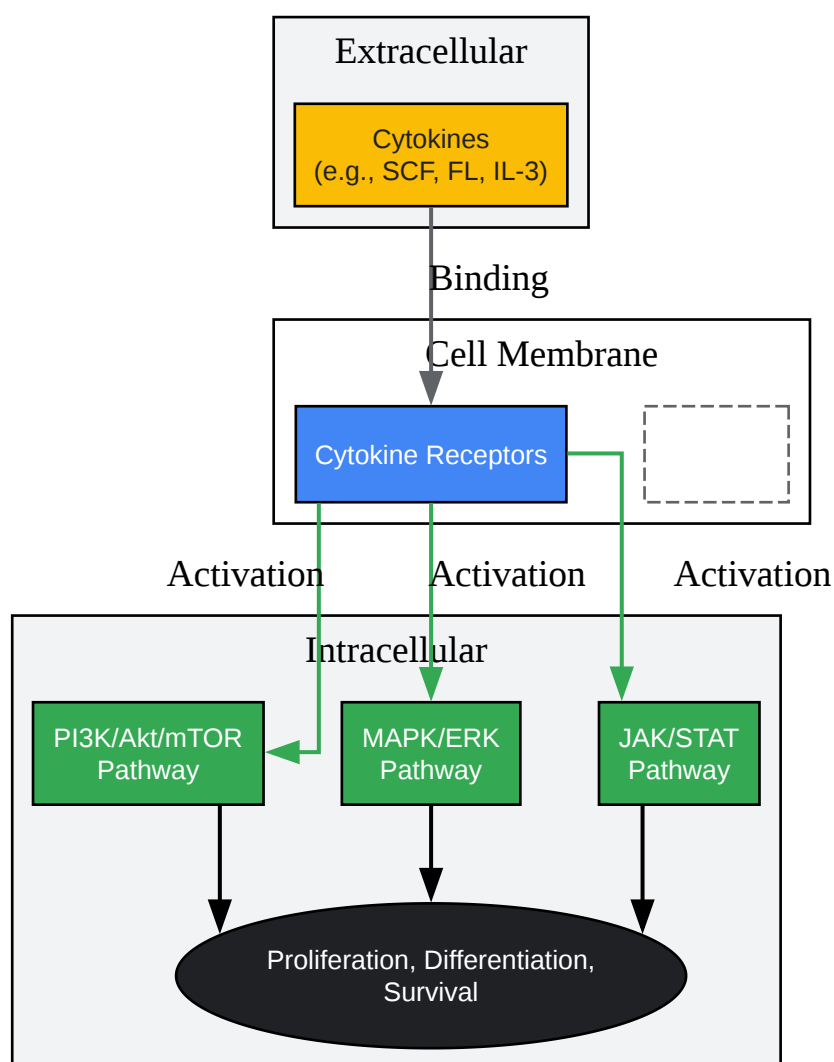 Extracellular
Cytokines
(e.g., SCF, FL, IL-3)
Binding
Cell Membrane
Cytokine Receptors
Activation
Activation
Activation
Intracellular
PI3K/Akt/mTOR
Pathway
MAPK/ERK
Pathway
JAK/STAT
Pathway
Proliferation, Differentiation,
Survival